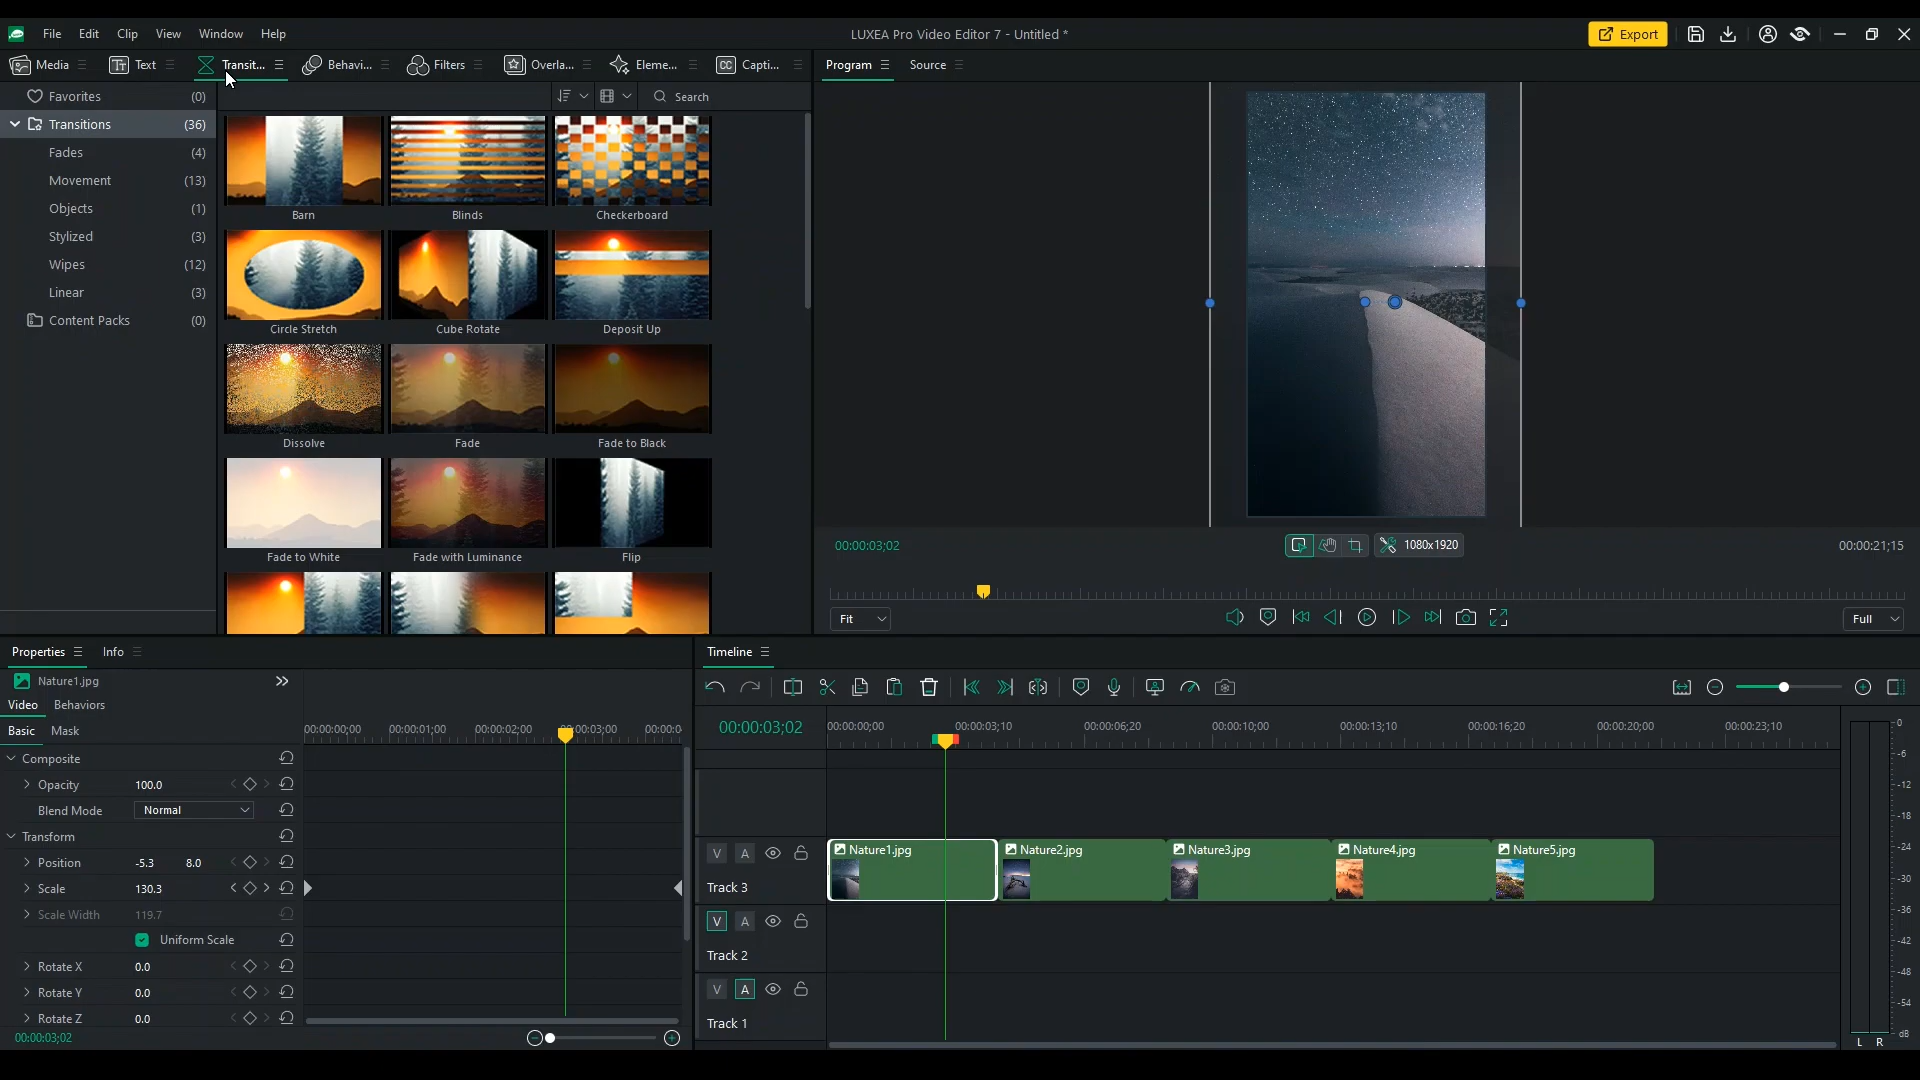 File Edit Clip View Window Help
LUXEA Pro Video Editor 7 - Untitled *
Export
Media
Text
Transit...
Behavi...
Filters
Overla...
Eleme...
CC Capti...
Program
Source
Favorites (0)
Transitions (36)
Fades (4)
Movement (13)
Objects (1)
Stylized (3)
Wipes (12)
Linear (3)
Content Packs (0)
Search
Barn Blinds Checkerboard
Circle Stretch Cube Rotate Deposit Up
Dissolve Fade Fade to Black
Fade to White Fade with Luminance Flip
00:00:03;02
1080x1920
00:00:21;15
Fit
Full
Properties
Info
Nature1.jpg
Video Behaviors
Basic Mask
Composite
Opacity 100.0
Blend Mode Normal
Transform
Position -5.3 8.0
Scale 130.3
Scale Width 119.7
Uniform Scale
Rotate X 0.0
Rotate Y 0.0
Rotate Z 0.0
00:00:03;02
00:00:00;00 00:00:01;00 00:00:02;00
Timeline
00:00:03;02
00:00:00;00 00:00:03;10 00:00:06;20 00:00:10;00 00:00:13;10 00:00:16;20 00:00:20;00 00:00:23;10
V A
Track 3
Nature1.jpg Nature2.jpg Nature3.jpg Nature4.jpg Nature5.jpg
V A
Track 2
V A
Track 1
-0
-6
-12
-18
-24
-30
-36
-42
-48
-54
dB
L R